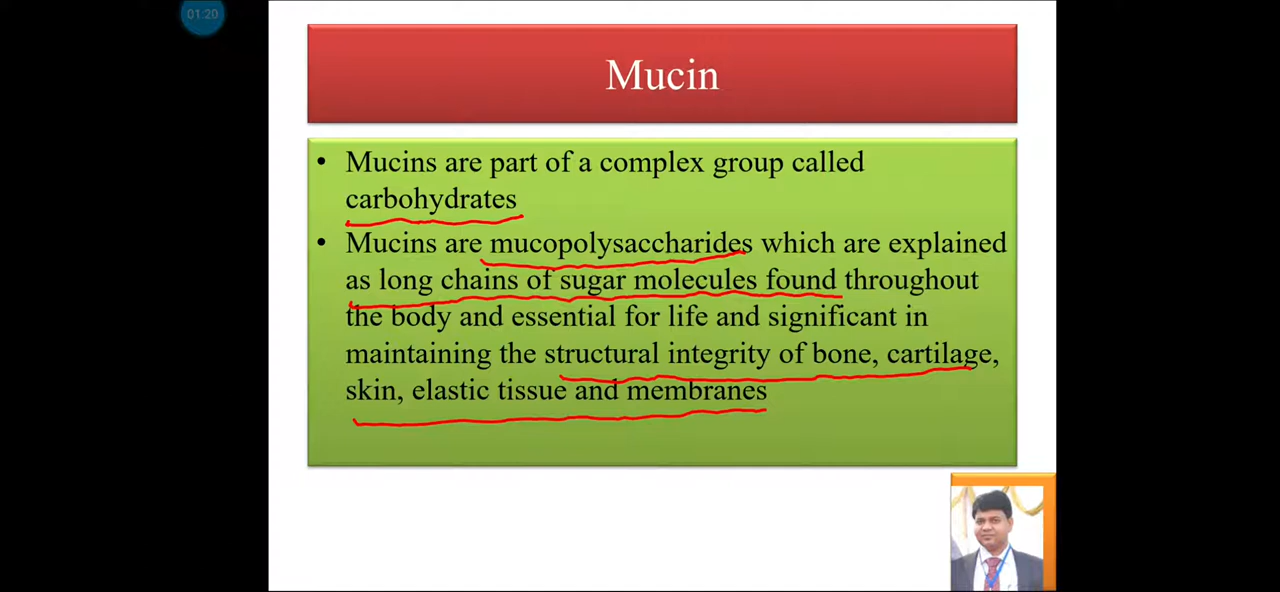 01:20
Mucin
• Mucins are part of a complex group called
carbohydrates
• Mucins are mucopolysaccharides which are explained
as long chains of sugar molecules found throughout
the body and essential for life and significant in
maintaining the structural integrity of bone, cartilage,
skin, elastic tissue and membranes